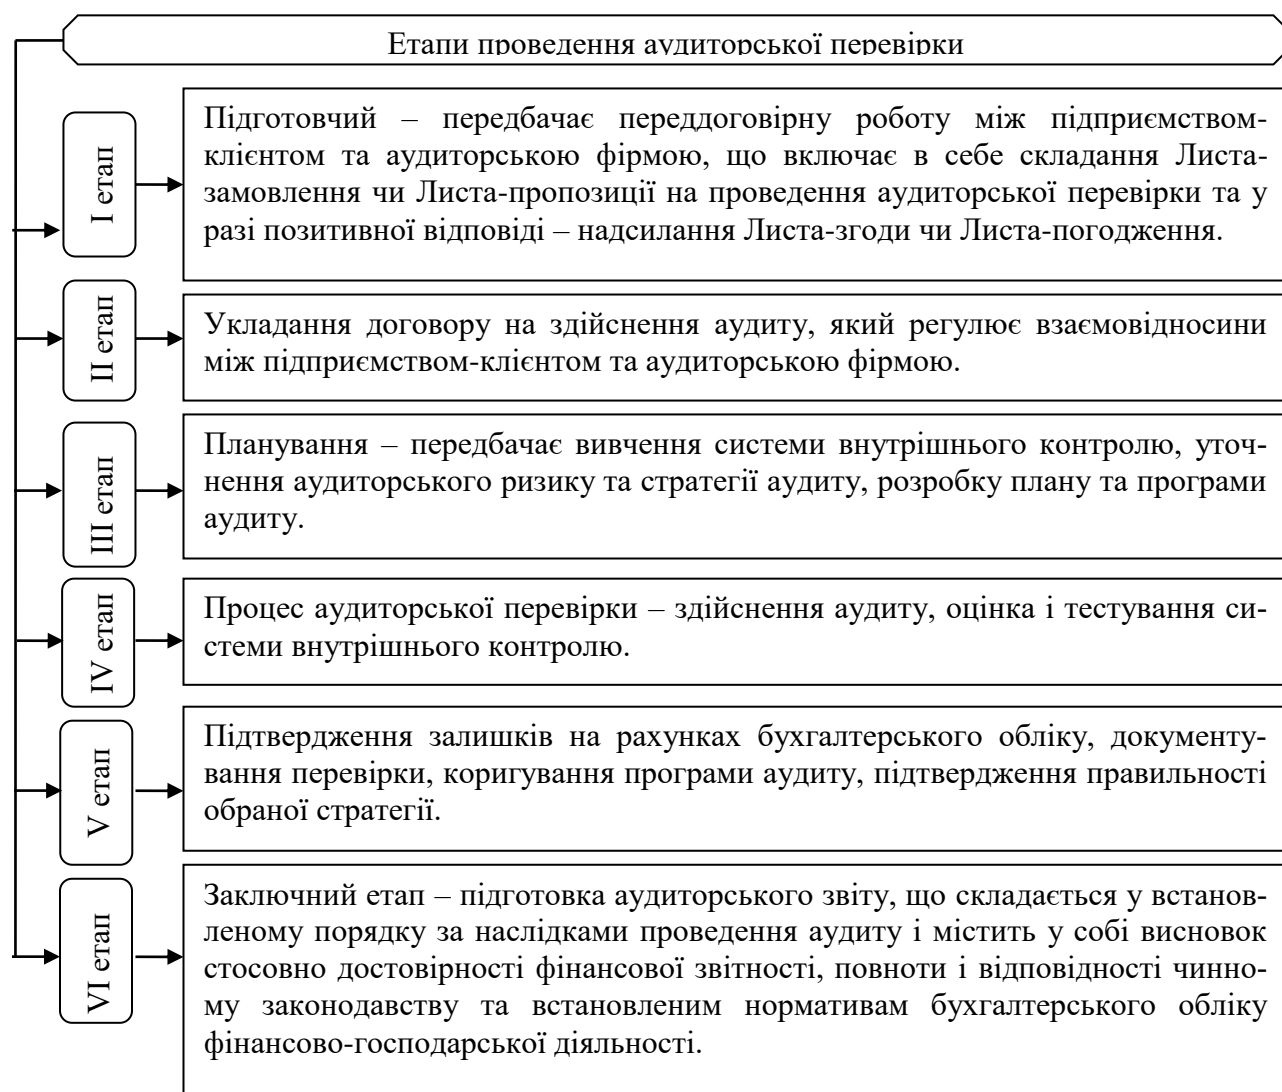 Етапи проведення аудиторської перевірки
I етап
Підготовчий – передбачає переддоговірну роботу між підприємством-
клієнтом та аудиторською фірмою, що включає в себе складання Листа-
замовлення чи Листа-пропозиції на проведення аудиторської перевірки та у
разі позитивної відповіді – надсилання Листа-згоди чи Листа-погодження.
II етап
Укладання договору на здійснення аудиту, який регулює взаємовідносини
між підприємством-клієнтом та аудиторською фірмою.
III етап
Планування – передбачає вивчення системи внутрішнього контролю, уточ-
нення аудиторського ризику та стратегії аудиту, розробку плану та програми
аудиту.
IV етап
Процес аудиторської перевірки – здійснення аудиту, оцінка і тестування си-
стеми внутрішнього контролю.
V етап
Підтвердження залишків на рахунках бухгалтерського обліку, документу-
вання перевірки, коригування програми аудиту, підтвердження правильності
обраної стратегії.
VI етап
Заключний етап – підготовка аудиторського звіту, що складається у встанов-
леному порядку за наслідками проведення аудиту і містить у собі висновок
стосовно достовірності фінансової звітності, повноти і відповідності чинно-
му законодавству та встановленим нормативам бухгалтерського обліку
фінансово-господарської діяльності.